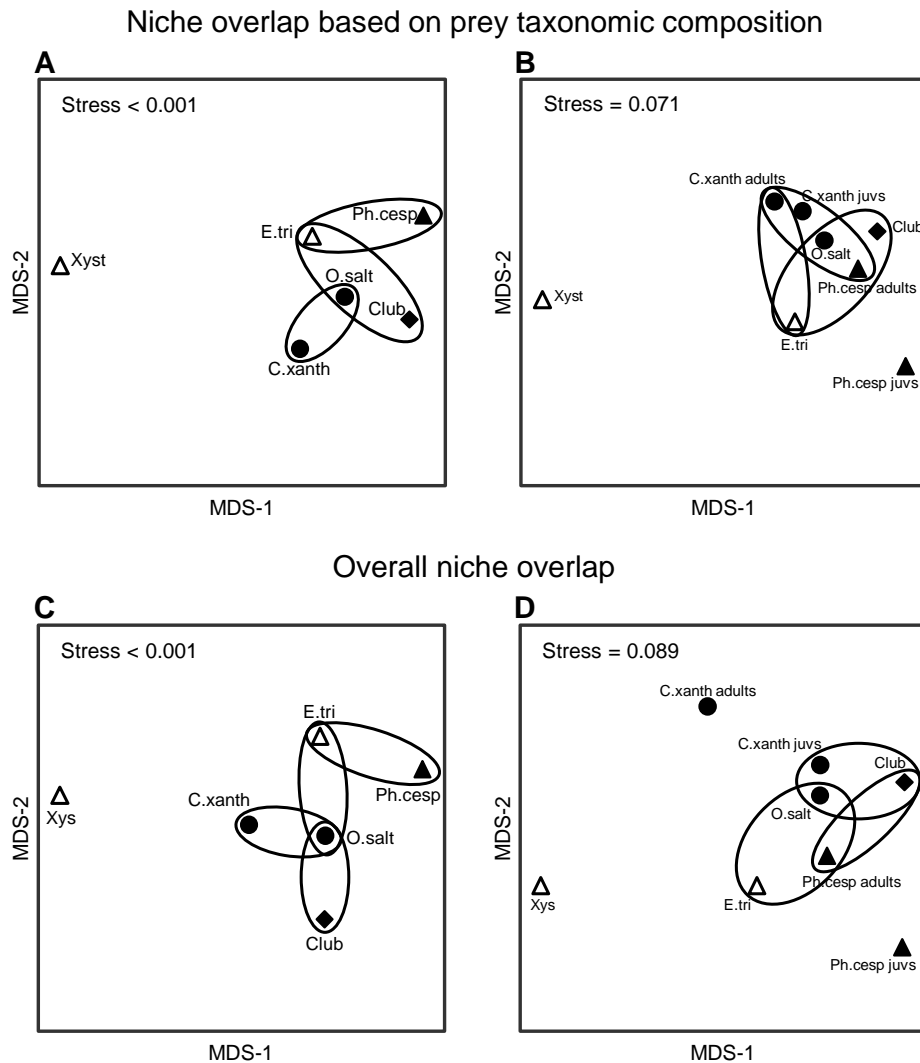 Niche overlap based on prey taxonomic composition
A
Stress < 0.001
Ph.cesp
E.tri
Xyst
O.salt
Club
C.xanth
MDS-2
MDS-1
B
Stress = 0.071
C.xanth adults
C.xanth juvs
Club
O.salt
Ph.cesp adults
Xyst
E.tri
Ph.cesp juvs
MDS-2
MDS-1
Overall niche overlap
C
Stress < 0.001
E.tri
Ph.cesp
C.xanth
Xys
O.salt
Club
MDS-2
MDS-1
D
Stress = 0.089
C.xanth adults
C.xanth juvs
Club
O.salt
Ph.cesp adults
Xys
E.tri
Ph.cesp juvs
MDS-2
MDS-1